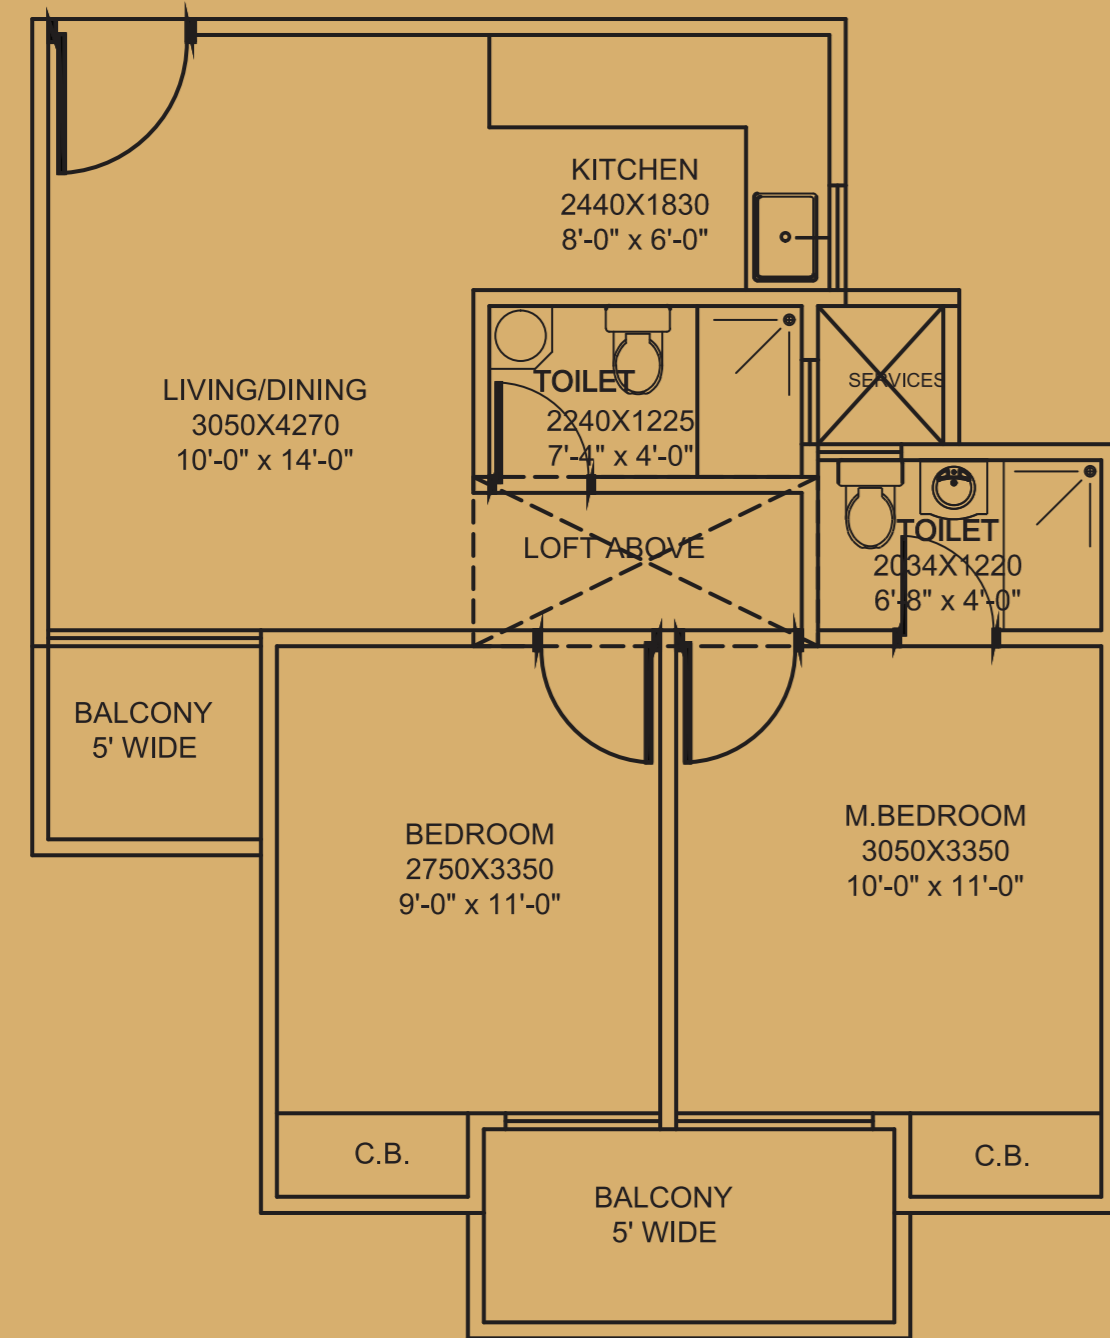 KITCHEN
2440X1830
8'-0" x 6'-0"
LIVING/DINING
3050X4270
10'-0" x 14'-0"
TOILET
2240X1225
7'-4" x 4'-0"
SERVICES
LOFT ABOVE
TOILET
2034X1220
6'-8" x 4'-0"
BALCONY
5' WIDE
BEDROOM
2750X3350
9'-0" x 11'-0"
M.BEDROOM
3050X3350
10'-0" x 11'-0"
C.B.
C.B.
BALCONY
5' WIDE